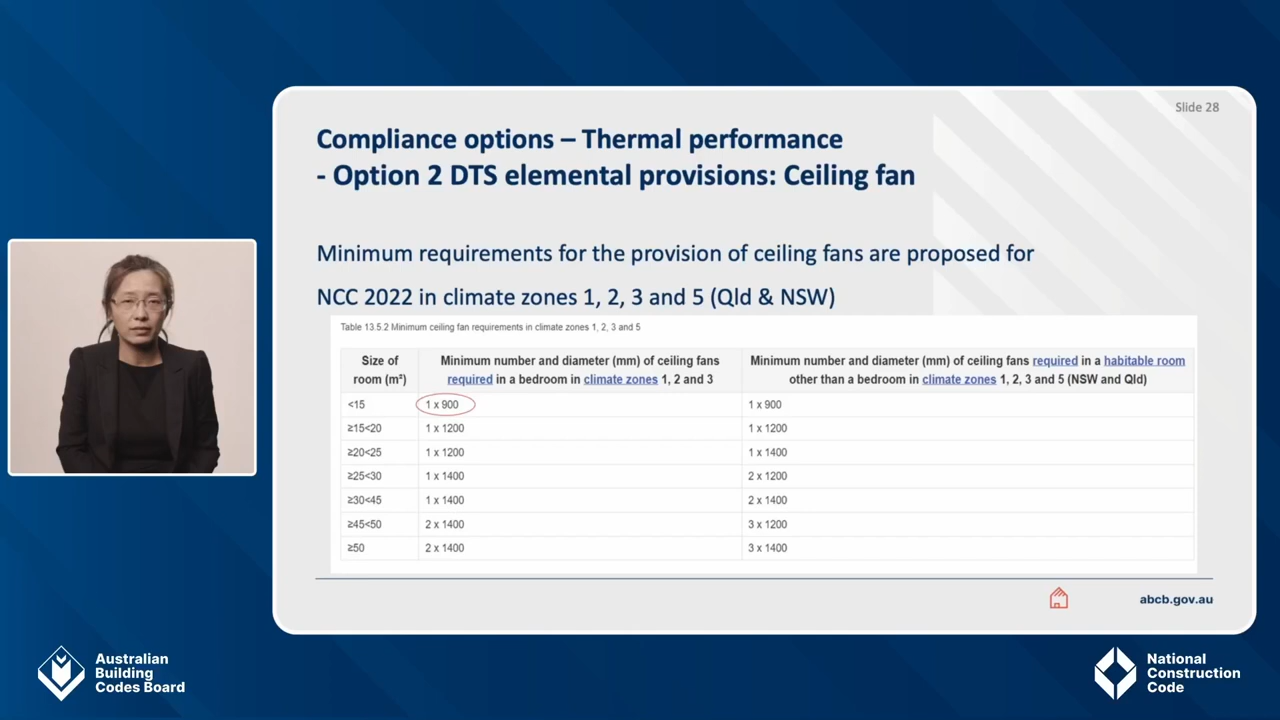 Slide 28
Compliance options – Thermal performance
- Option 2 DTS elemental provisions: Ceiling fan
Minimum requirements for the provision of ceiling fans are proposed for
NCC 2022 in climate zones 1, 2, 3 and 5 (Qld & NSW)
Table 13.5.2 Minimum ceiling fan requirements in climate zones 1, 2, 3 and 5
Size of room (m²) Minimum number and diameter (mm) of ceiling fans required in a bedroom in climate zones 1, 2 and 3 Minimum number and diameter (mm) of ceiling fans required in a habitable room other than a bedroom in climate zones 1, 2, 3 and 5 (NSW and Qld)
<15 1 x 900 1 x 900
≥15<20 1 x 1200 1 x 1200
≥20<25 1 x 1200 1 x 1400
≥25<30 1 x 1400 2 x 1200
≥30<45 1 x 1400 2 x 1400
≥45<50 2 x 1400 3 x 1200
≥50 2 x 1400 3 x 1400
abcb.gov.au
Australian
Building
Codes Board
National
Construction
Code